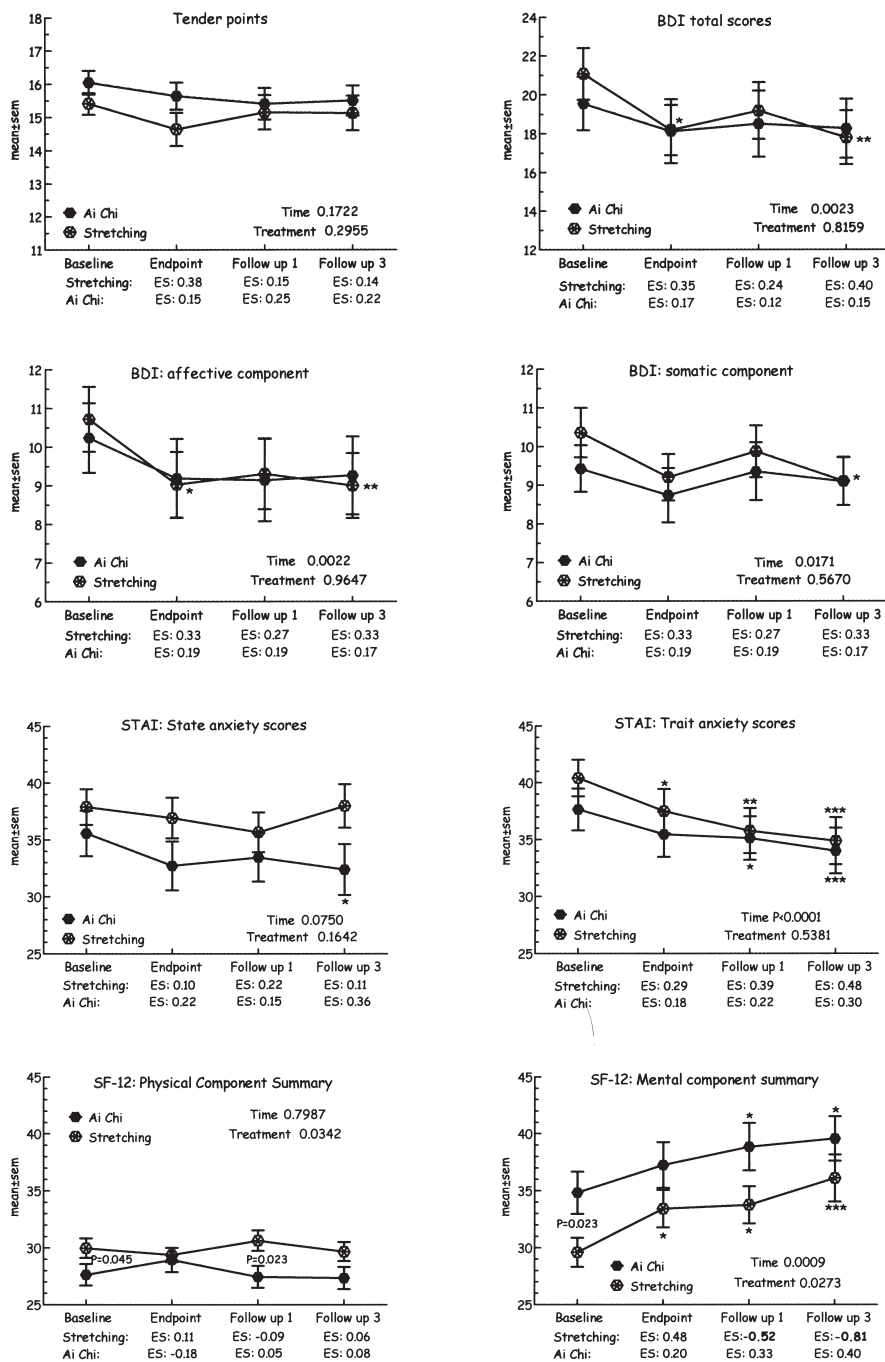 Tender points
18
17
16
15
14
13
12
11
mean±sem
Ai Chi
Stretching
Time 0.1722
Treatment 0.2955
Baseline Endpoint Follow up 1 Follow up 3
Stretching: ES: 0.38 ES: 0.15 ES: 0.14
Ai Chi: ES: 0.15 ES: 0.25 ES: 0.22
BDI total scores
24
22
20
18
16
14
12
mean±sem
*
**
Ai Chi
Stretching
Time 0.0023
Treatment 0.8159
Baseline Endpoint Follow up 1 Follow up 3
Stretching: ES: 0.35 ES: 0.24 ES: 0.40
Ai Chi: ES: 0.17 ES: 0.12 ES: 0.15
BDI: affective component
12
11
10
9
8
7
6
mean±sem
*
**
Ai Chi
Stretching
Time 0.0022
Treatment 0.9647
Baseline Endpoint Follow up 1 Follow up 3
Stretching: ES: 0.33 ES: 0.27 ES: 0.33
Ai Chi: ES: 0.19 ES: 0.19 ES: 0.17
BDI: somatic component
12
11
10
9
8
7
6
mean±sem
*
Ai Chi
Stretching
Time 0.0171
Treatment 0.5670
Baseline Endpoint Follow up 1 Follow up 3
Stretching: ES: 0.33 ES: 0.27 ES: 0.33
Ai Chi: ES: 0.19 ES: 0.19 ES: 0.17
STAI: State anxiety scores
45
40
35
30
25
mean±sem
*
Ai Chi
Stretching
Time 0.0750
Treatment 0.1642
Baseline Endpoint Follow up 1 Follow up 3
Stretching: ES: 0.10 ES: 0.22 ES: 0.11
Ai Chi: ES: 0.22 ES: 0.15 ES: 0.36
STAI: Trait anxiety scores
45
40
35
30
25
mean±sem
* ** ***
* ***
Ai Chi
Stretching
Time P<0.0001
Treatment 0.5381
Baseline Endpoint Follow up 1 Follow up 3
Stretching: ES: 0.29 ES: 0.39 ES: 0.48
Ai Chi: ES: 0.18 ES: 0.22 ES: 0.30
SF-12: Physical Component Summary
45
40
35
30
25
mean±sem
Ai Chi
Stretching
Time 0.7987
Treatment 0.0342
P=0.045 P=0.023
Baseline Endpoint Follow up 1 Follow up 3
Stretching: ES: 0.11 ES: -0.09 ES: 0.06
Ai Chi: ES: -0.18 ES: 0.05 ES: 0.08
SF-12: Mental component summary
45
40
35
30
25
mean±sem
* *
P=0.023
* * ***
Ai Chi
Stretching
Time 0.0009
Treatment 0.0273
Baseline Endpoint Follow up 1 Follow up 3
Stretching: ES: 0.48 ES:-0.52 ES:-0.81
Ai Chi: ES: 0.20 ES: 0.33 ES: 0.40